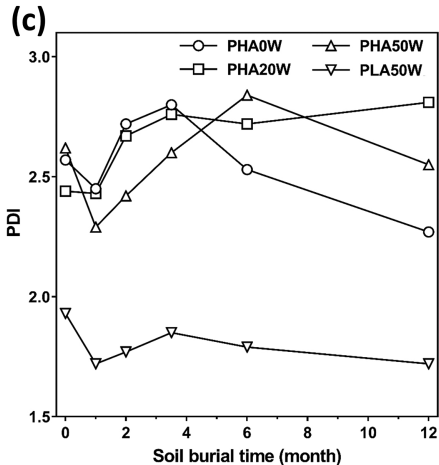 (c)
PHA0W PHA50W
PHA20W PLA50W
3.0
2.5
2.0
1.5
PDI
0 2 4 6 8 10 12
Soil burial time (month)